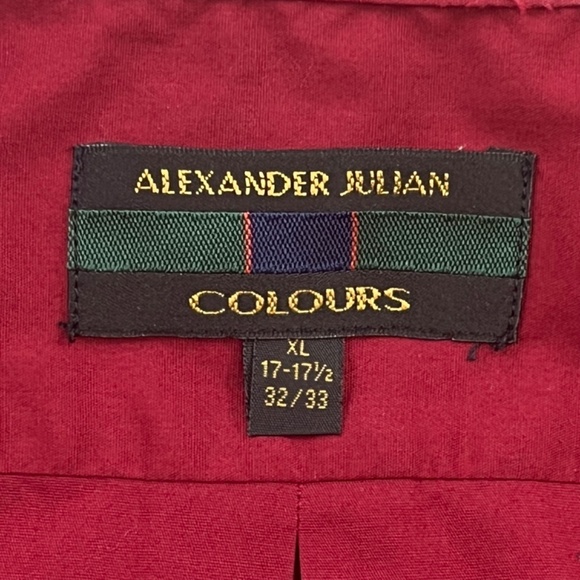 ALEXANDER JULIAN
COLOURS
XL
17-17½
32/33